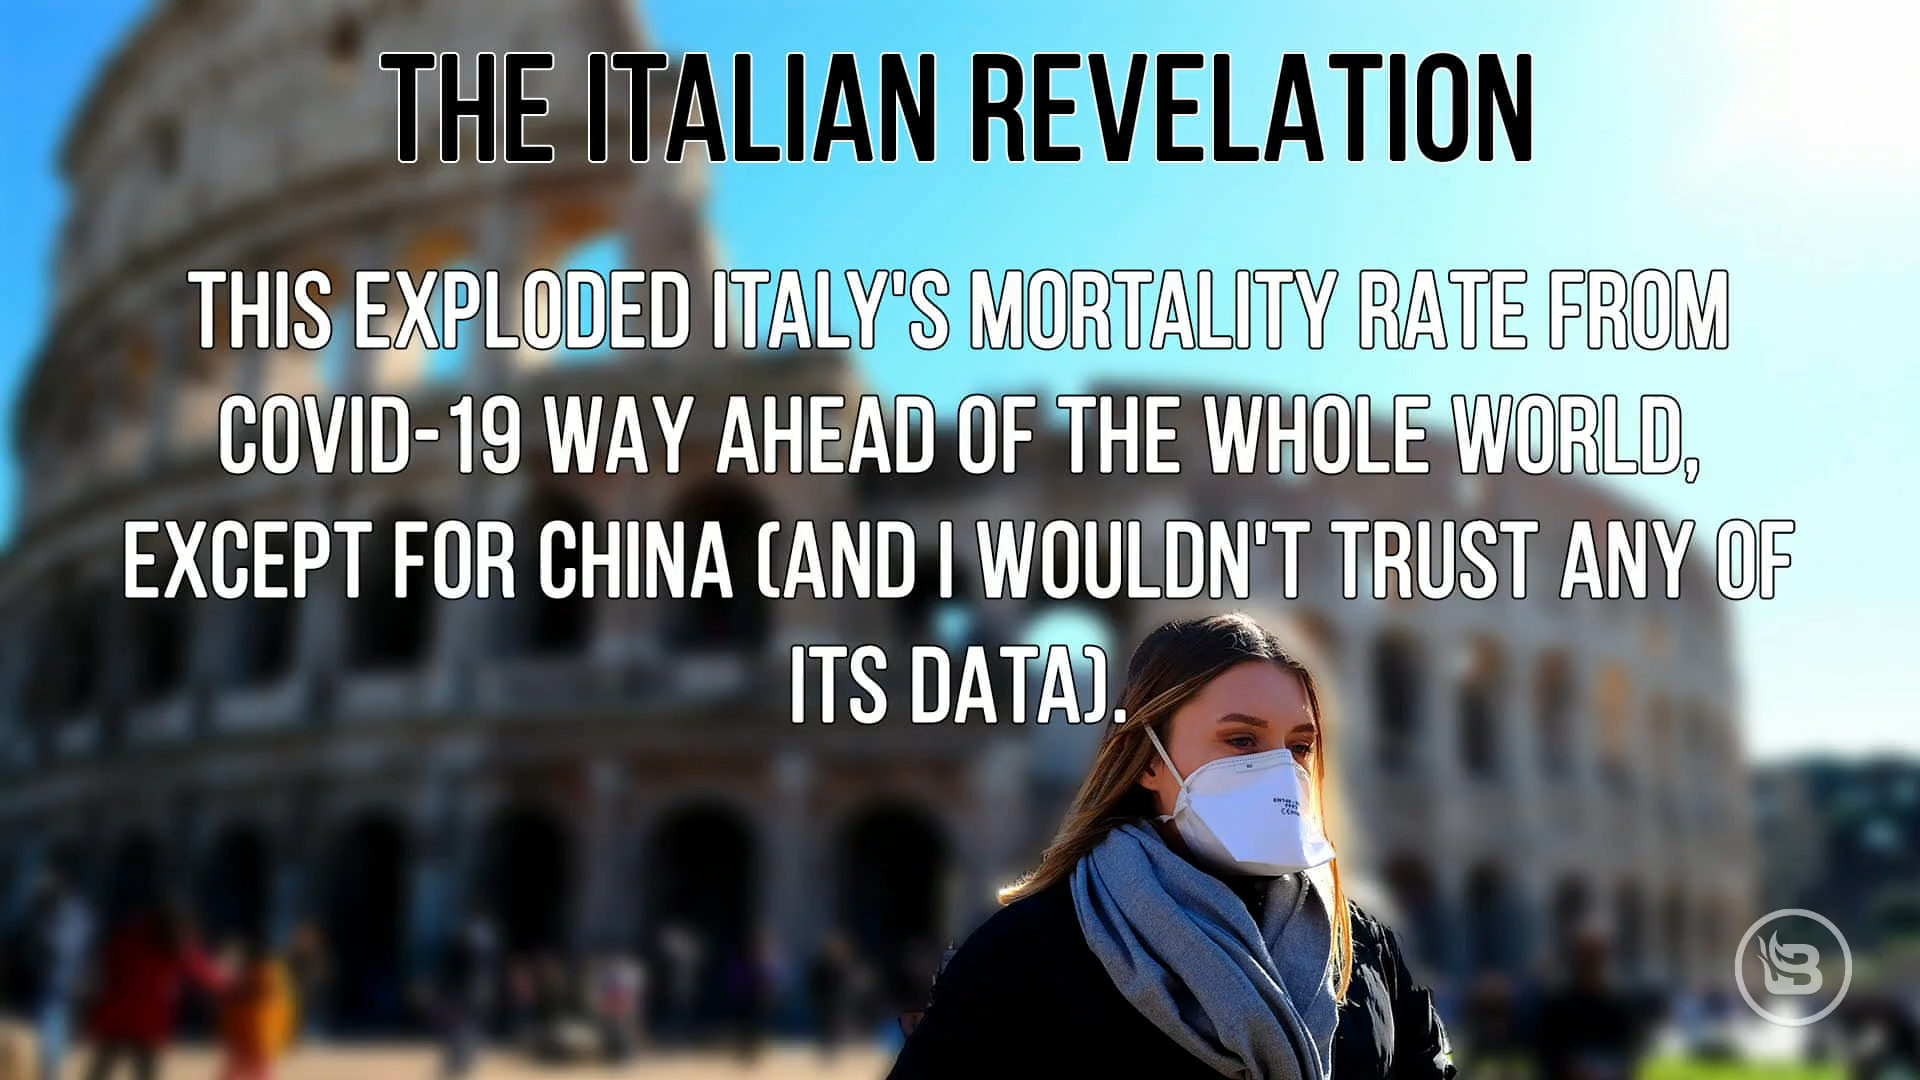 THE ITALIAN REVELATION
THIS EXPLODED ITALY'S MORTALITY RATE FROM
COVID-19 WAY AHEAD OF THE WHOLE WORLD,
EXCEPT FOR CHINA (AND I WOULDN'T TRUST ANY OF
ITS DATA).